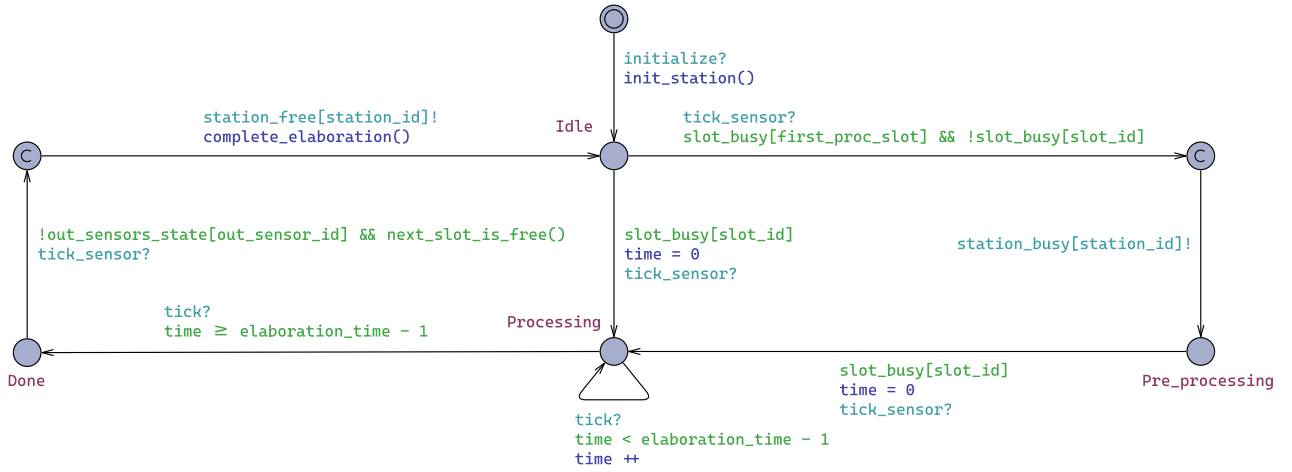 initialize?
init_station()
station_free[station_id]!
complete_elaboration()
Idle
tick_sensor?
slot_busy[first_proc_slot] && !slot_busy[slot_id]
C
C
!out_sensors_state[out_sensor_id] && next_slot_is_free()
tick_sensor?
slot_busy[slot_id]
time = 0
tick_sensor?
station_busy[station_id]!
tick?
time ≥ elaboration_time - 1
Processing
Done
slot_busy[slot_id]
time = 0
tick_sensor?
Pre_processing
tick?
time < elaboration_time - 1
time ++